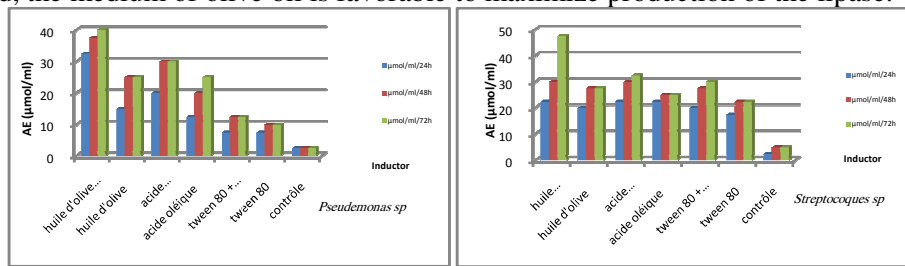 d, the medium of olive oil is favorable to maximize production of the lipase.
AE (µmol/ml)
40
30
20
10
0
µmol/ml/24h
µmol/ml/48h
µmol/ml/72h
Inductor
huile d'olive...
huile d'olive
acide...
acide oléique
tween 80 +...
tween 80
contrôle
Pseudemonas sp
AE (µmol/ml)
50
40
30
20
10
0
µmol/ml/24h
µmol/ml/48h
µmol/ml/72h
Inductor
huile...
huile d'olive
acide...
acide oléique
tween 80 +...
tween 80
contrôle
Streptocoques sp